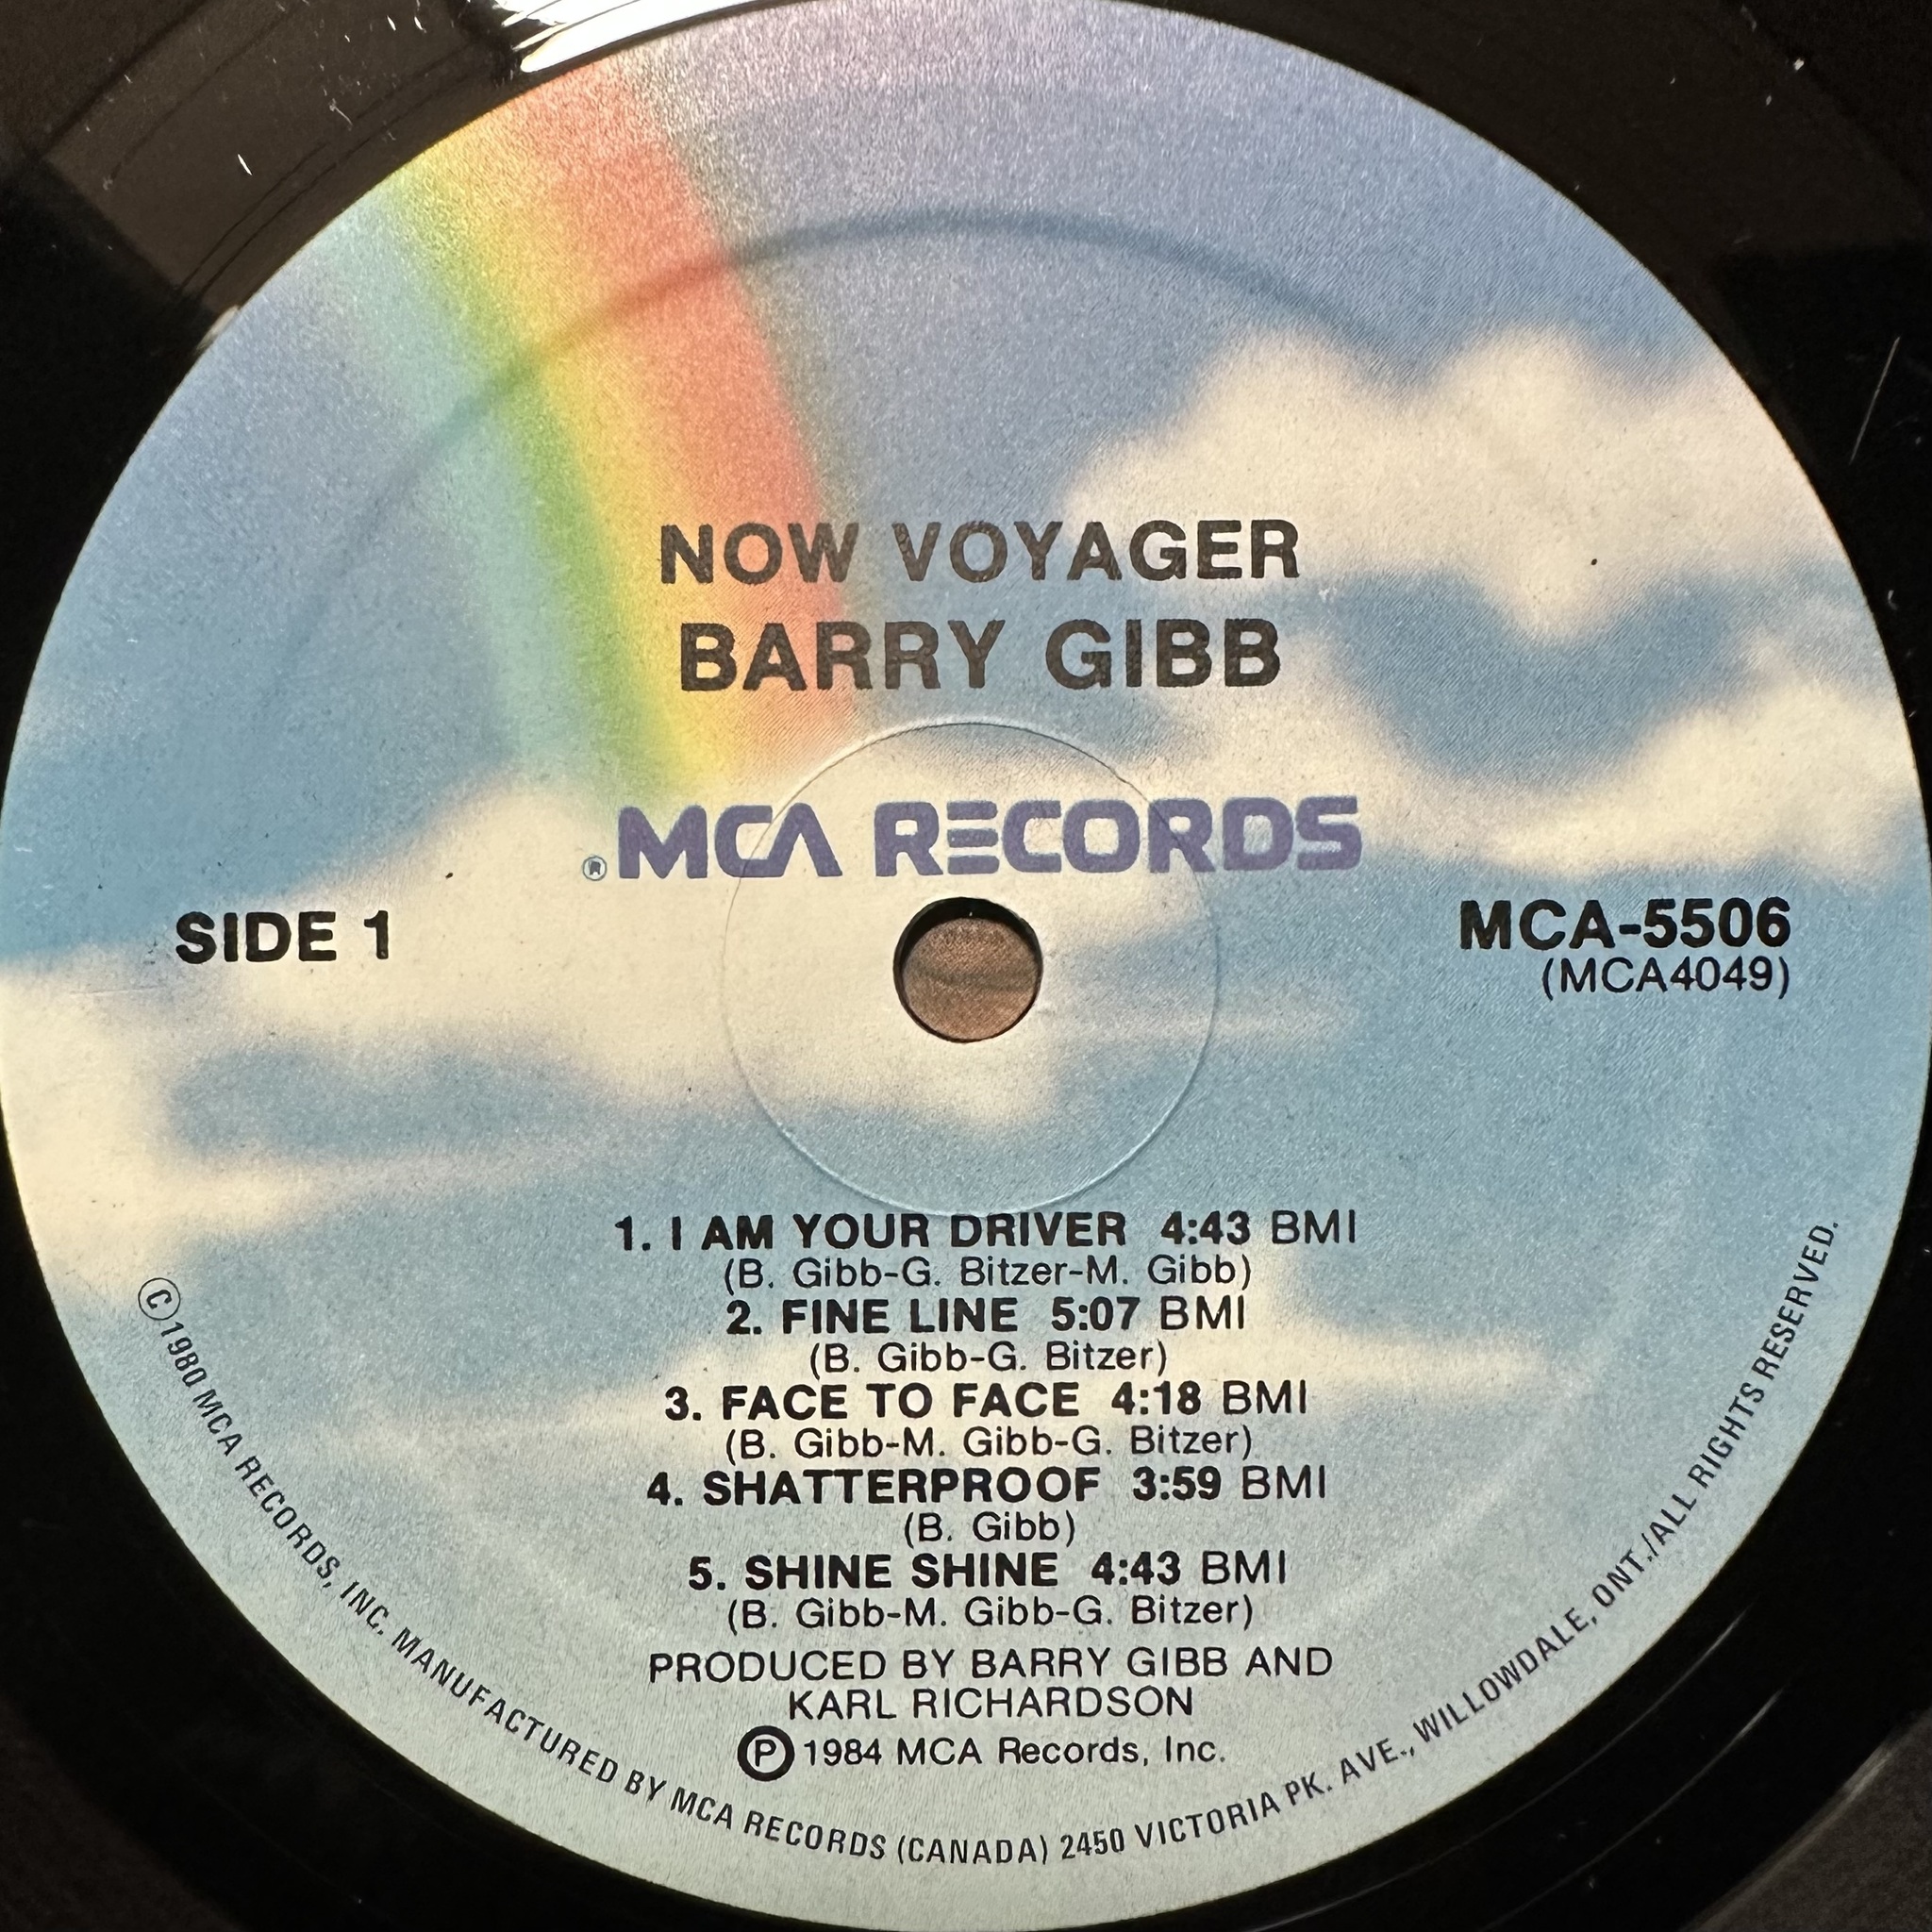 NOW VOYAGER
BARRY GIBB
® MCA RECORDS
SIDE 1
MCA-5506
(MCA4049)
1. I AM YOUR DRIVER 4:43 BMI
(B. Gibb-G. Bitzer-M. Gibb)
2. FINE LINE 5:07 BMI
(B. Gibb-G. Bitzer)
3. FACE TO FACE 4:18 BMI
(B. Gibb-M. Gibb-G. Bitzer)
4. SHATTERPROOF 3:59 BMI
(B. Gibb)
5. SHINE SHINE 4:43 BMI
(B. Gibb-M. Gibb-G. Bitzer)
PRODUCED BY BARRY GIBB AND
KARL RICHARDSON
Ⓟ 1984 MCA Records, Inc.
Ⓒ 1980 MCA RECORDS, INC. MANUFACTURED BY MCA RECORDS (CANADA) 2450 VICTORIA PK. AVE., WILLOWDALE, ONT./ALL RIGHTS RESERVED.